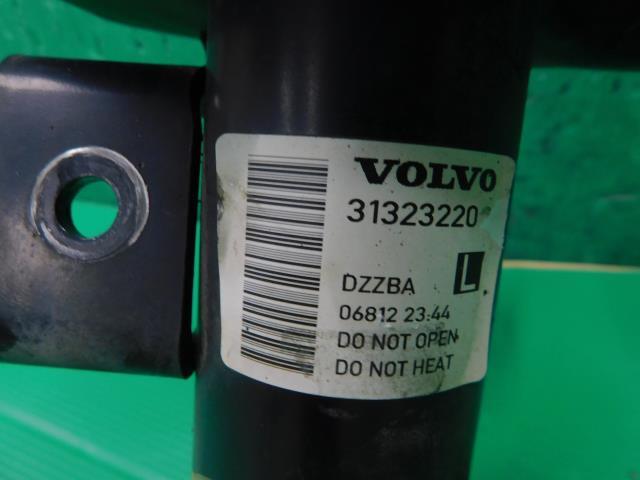 VOLVO
31323220
DZZBA L
06812 23:44
DO NOT OPEN
DO NOT HEAT